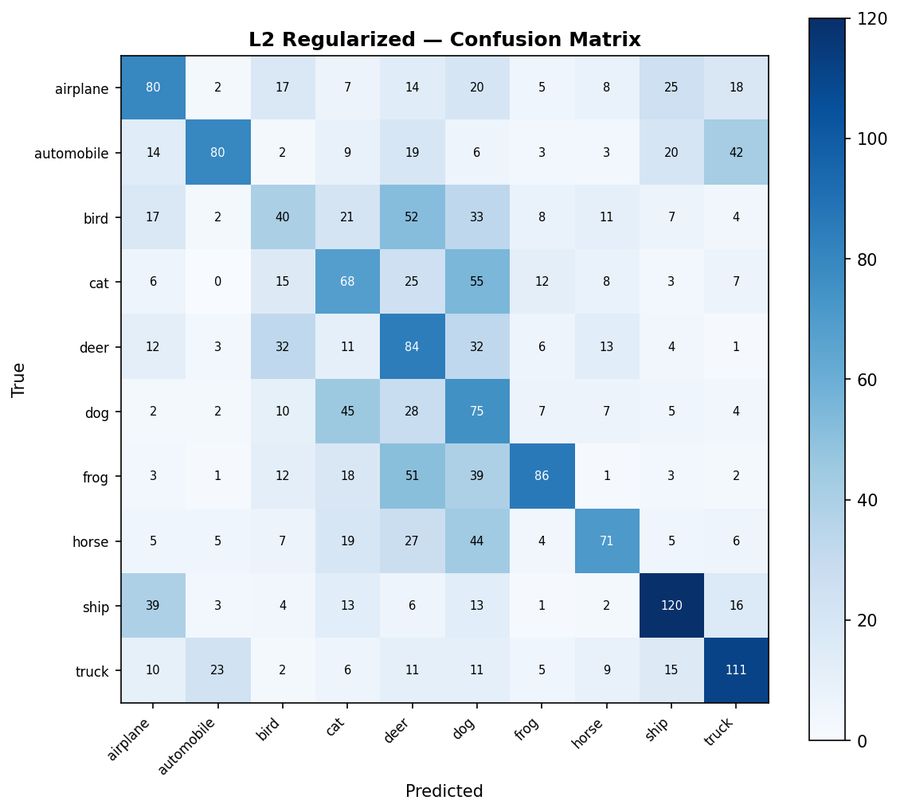 L2 Regularized — Confusion Matrix
airplane 80 2 17 7 14 20 5 8 25 18
automobile 14 80 2 9 19 6 3 3 20 42
bird 17 2 40 21 52 33 8 11 7 4
cat 6 0 15 68 25 55 12 8 3 7
deer 12 3 32 11 84 32 6 13 4 1
dog 2 2 10 45 28 75 7 7 5 4
frog 3 1 12 18 51 39 86 1 3 2
horse 5 5 7 19 27 44 4 71 5 6
ship 39 3 4 13 6 13 1 2 120 16
truck 10 23 2 6 11 11 5 9 15 111
airplane automobile bird cat deer dog frog horse ship truck
True
Predicted
120
100
80
60
40
20
0